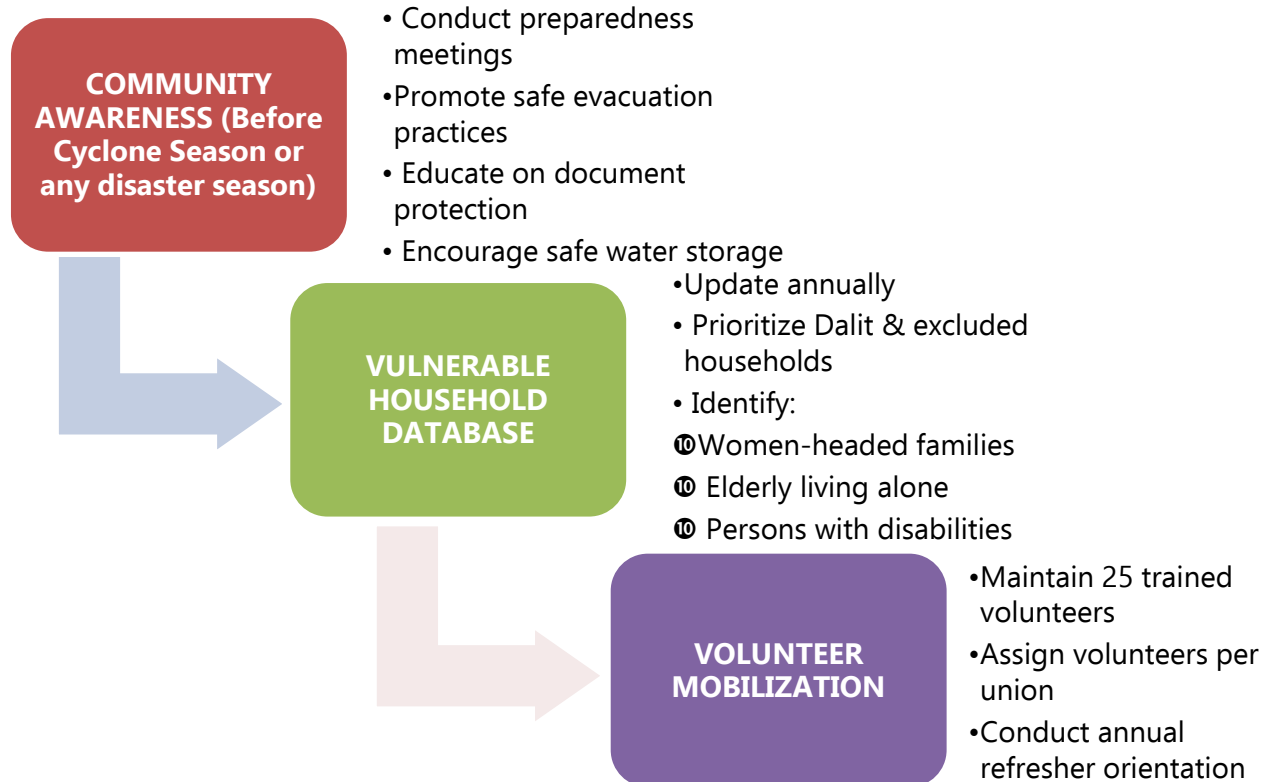 COMMUNITY
AWARENESS (Before
Cyclone Season or
any disaster season)
• Conduct preparedness
meetings
•Promote safe evacuation
practices
• Educate on document
protection
• Encourage safe water storage
VULNERABLE
HOUSEHOLD
DATABASE
•Update annually
• Prioritize Dalit & excluded
households
• Identify:
❿Women-headed families
❿ Elderly living alone
❿ Persons with disabilities
VOLUNTEER
MOBILIZATION
•Maintain 25 trained
volunteers
•Assign volunteers per
union
•Conduct annual
refresher orientation